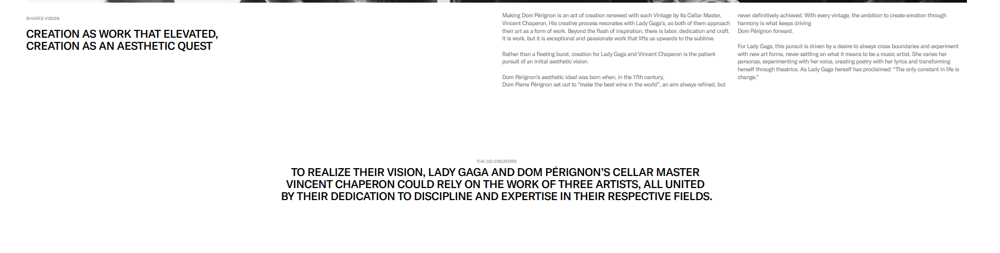 SHARED VISION
CREATION AS WORK THAT ELEVATED,
CREATION AS AN AESTHETIC QUEST
Making Dom Pérignon is an act of creation renewed with each Vintage by its Cellar Master,
Vincent Chaperon. His creative process resonates with Lady Gaga's, as both of them approach
their art as a form of work. Beyond the flash of inspiration, there is labor, dedication and craft.
It is work, but it is exceptional and passionate work that lifts us upwards to the sublime.
Rather than a fleeting burst, creation for Lady Gaga and Vincent Chaperon is the patient
pursuit of an initial aesthetic vision.
Dom Pérignon's aesthetic ideal was born when, in the 17th century,
Dom Pierre Pérignon set out to “make the best wine in the world”, an aim always refined, but
never definitively achieved. With every vintage, the ambition to create emotion through
harmony is what keeps driving
Dom Pérignon forward.
For Lady Gaga, this pursuit is driven by a desire to always cross boundaries and experiment
with new art forms, never settling on what it means to be a music artist. She varies her
personas, experimenting with her voice, creating poetry with her lyrics and transforming
herself through theatrics. As Lady Gaga herself has proclaimed: “The only constant in life is
change.”
THE CO-CREATORS
TO REALIZE THEIR VISION, LADY GAGA AND DOM PÉRIGNON’S CELLAR MASTER
VINCENT CHAPERON COULD RELY ON THE WORK OF THREE ARTISTS, ALL UNITED
BY THEIR DEDICATION TO DISCIPLINE AND EXPERTISE IN THEIR RESPECTIVE FIELDS.